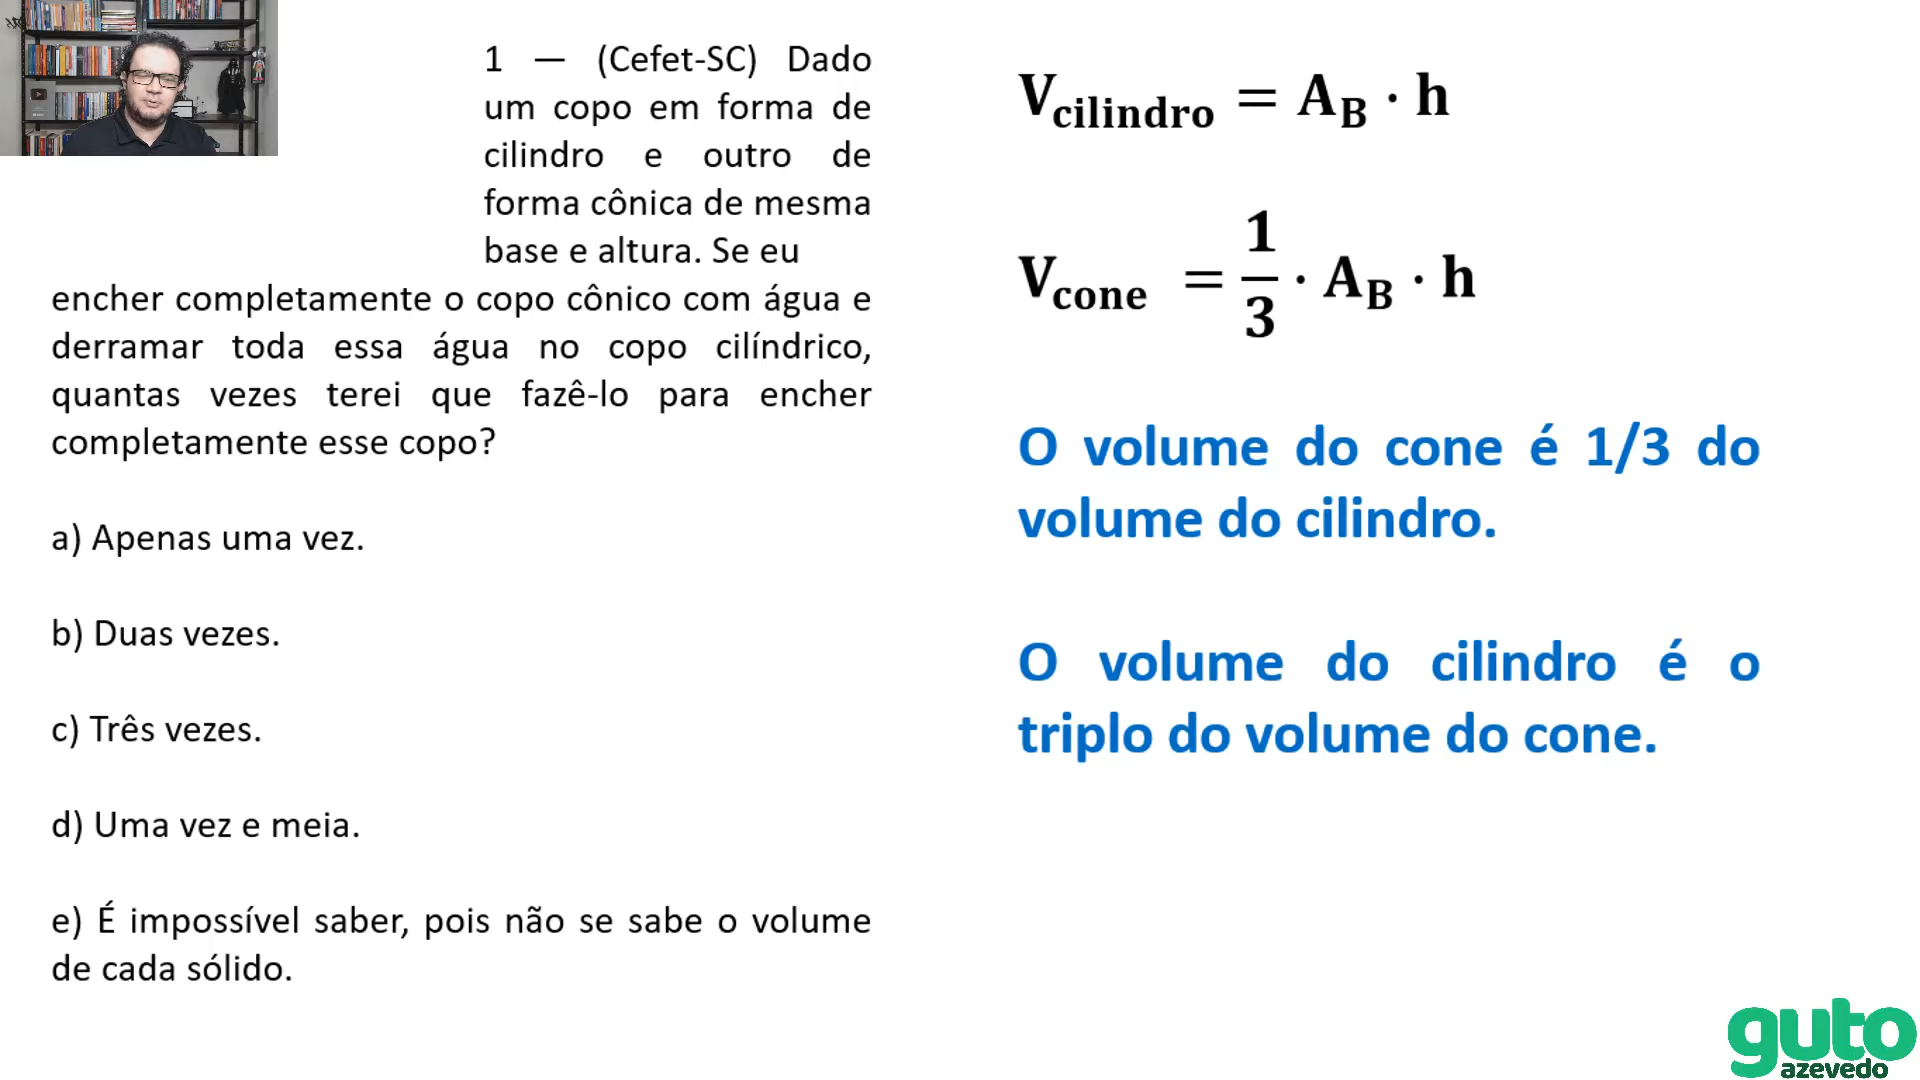 1 — (Cefet-SC) Dado
um copo em forma de
cilindro e outro de
forma cônica de mesma
base e altura. Se eu
encher completamente o copo cônico com água e
derramar toda essa água no copo cilíndrico,
quantas vezes terei que fazê-lo para encher
completamente esse copo?
a) Apenas uma vez.
b) Duas vezes.
c) Três vezes.
d) Uma vez e meia.
e) É impossível saber, pois não se sabe o volume
de cada sólido.
V_cilindro = A_B · h
V_cone = 1/3 · A_B · h
O volume do cone é 1/3 do
volume do cilindro.
O volume do cilindro é o
triplo do volume do cone.
guto
azevedo